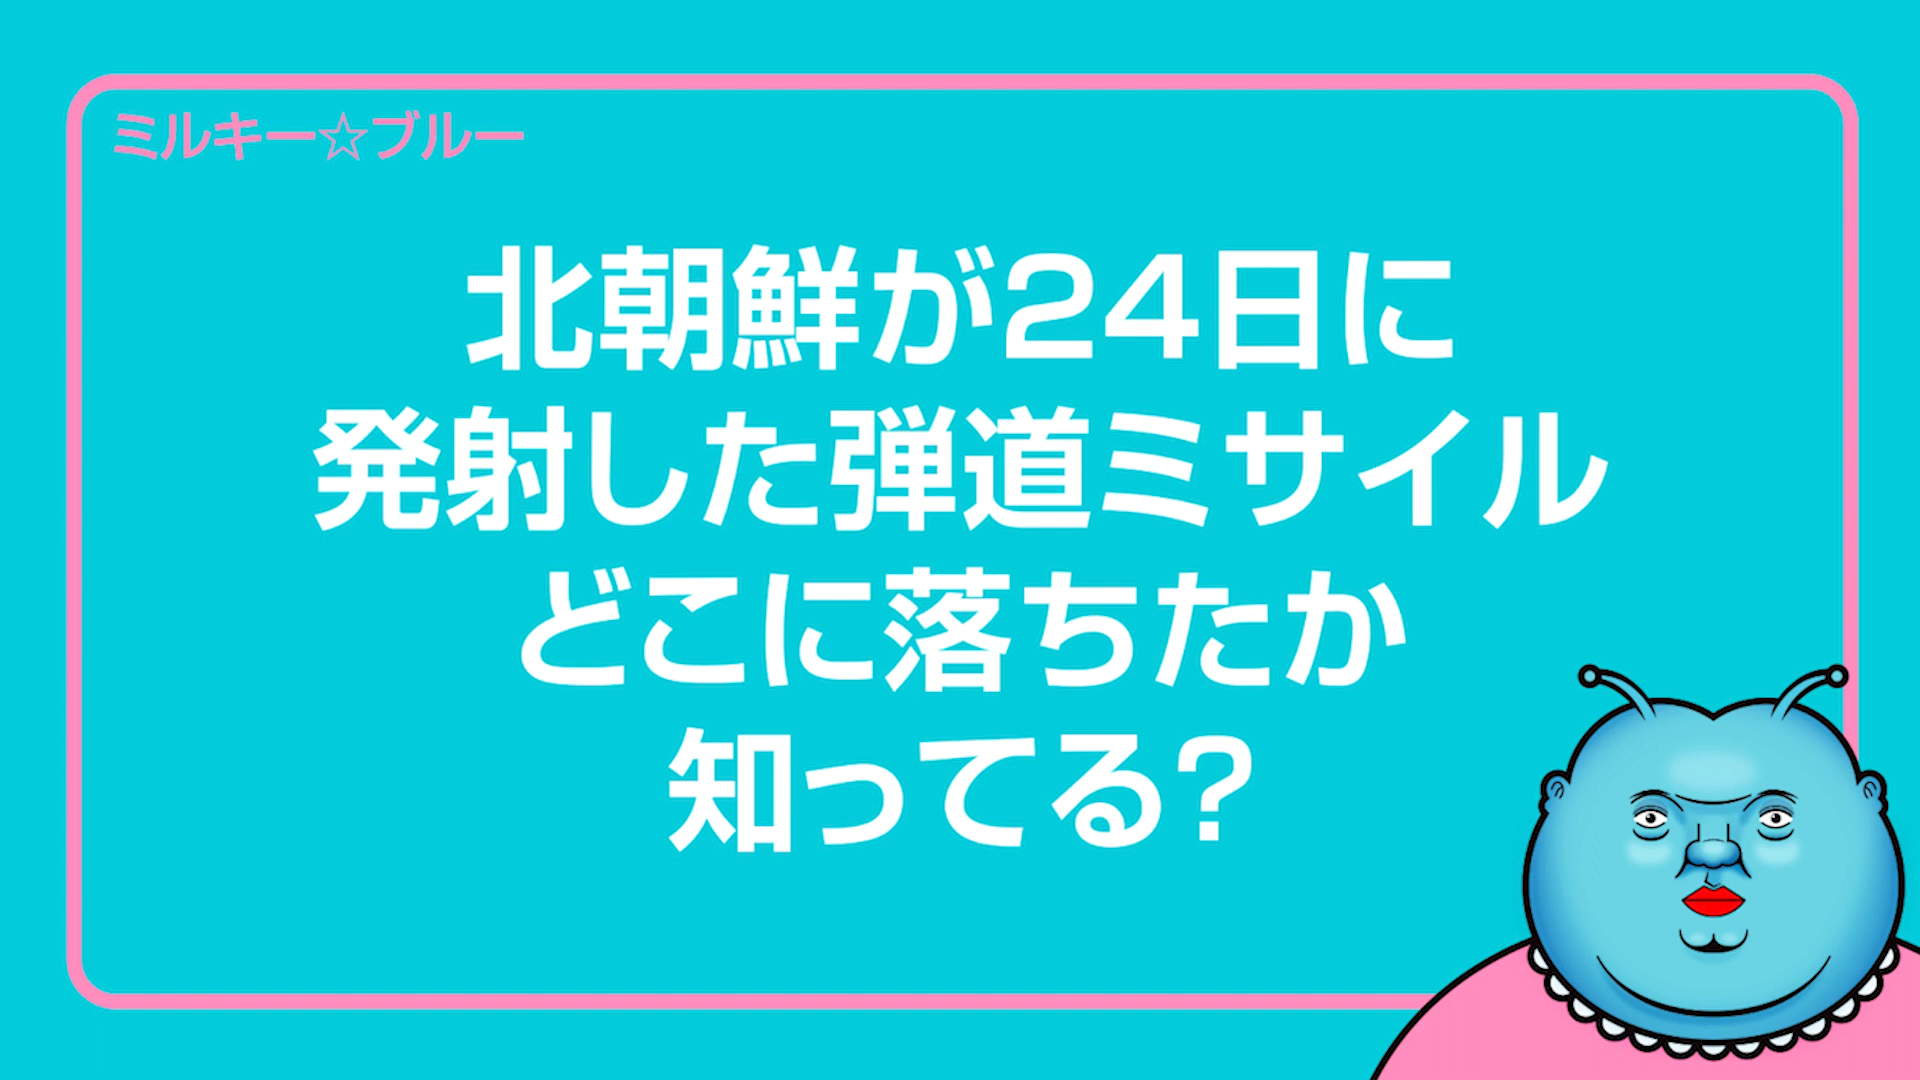 ミルキー☆ブルー
北朝鮮が24日に
発射した弾道ミサイル
どこに落ちたか
知ってる?